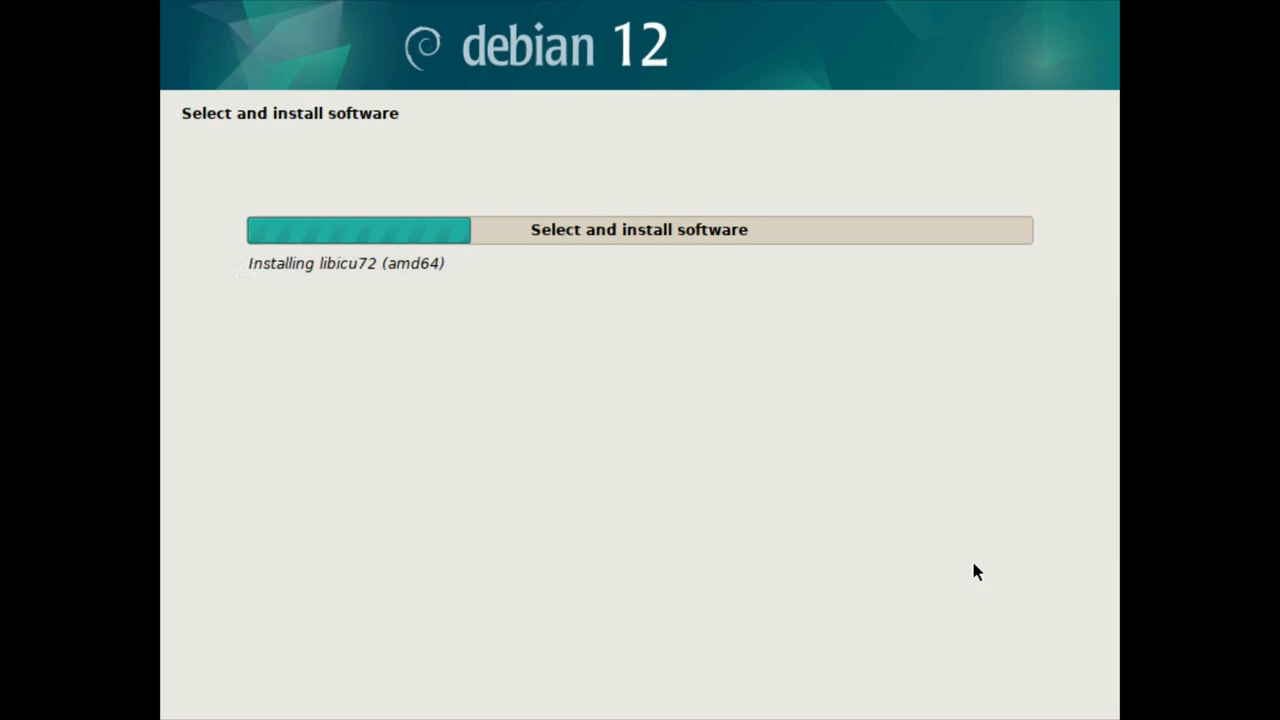 debian 12
Select and install software
Select and install software
Installing libicu72 (amd64)